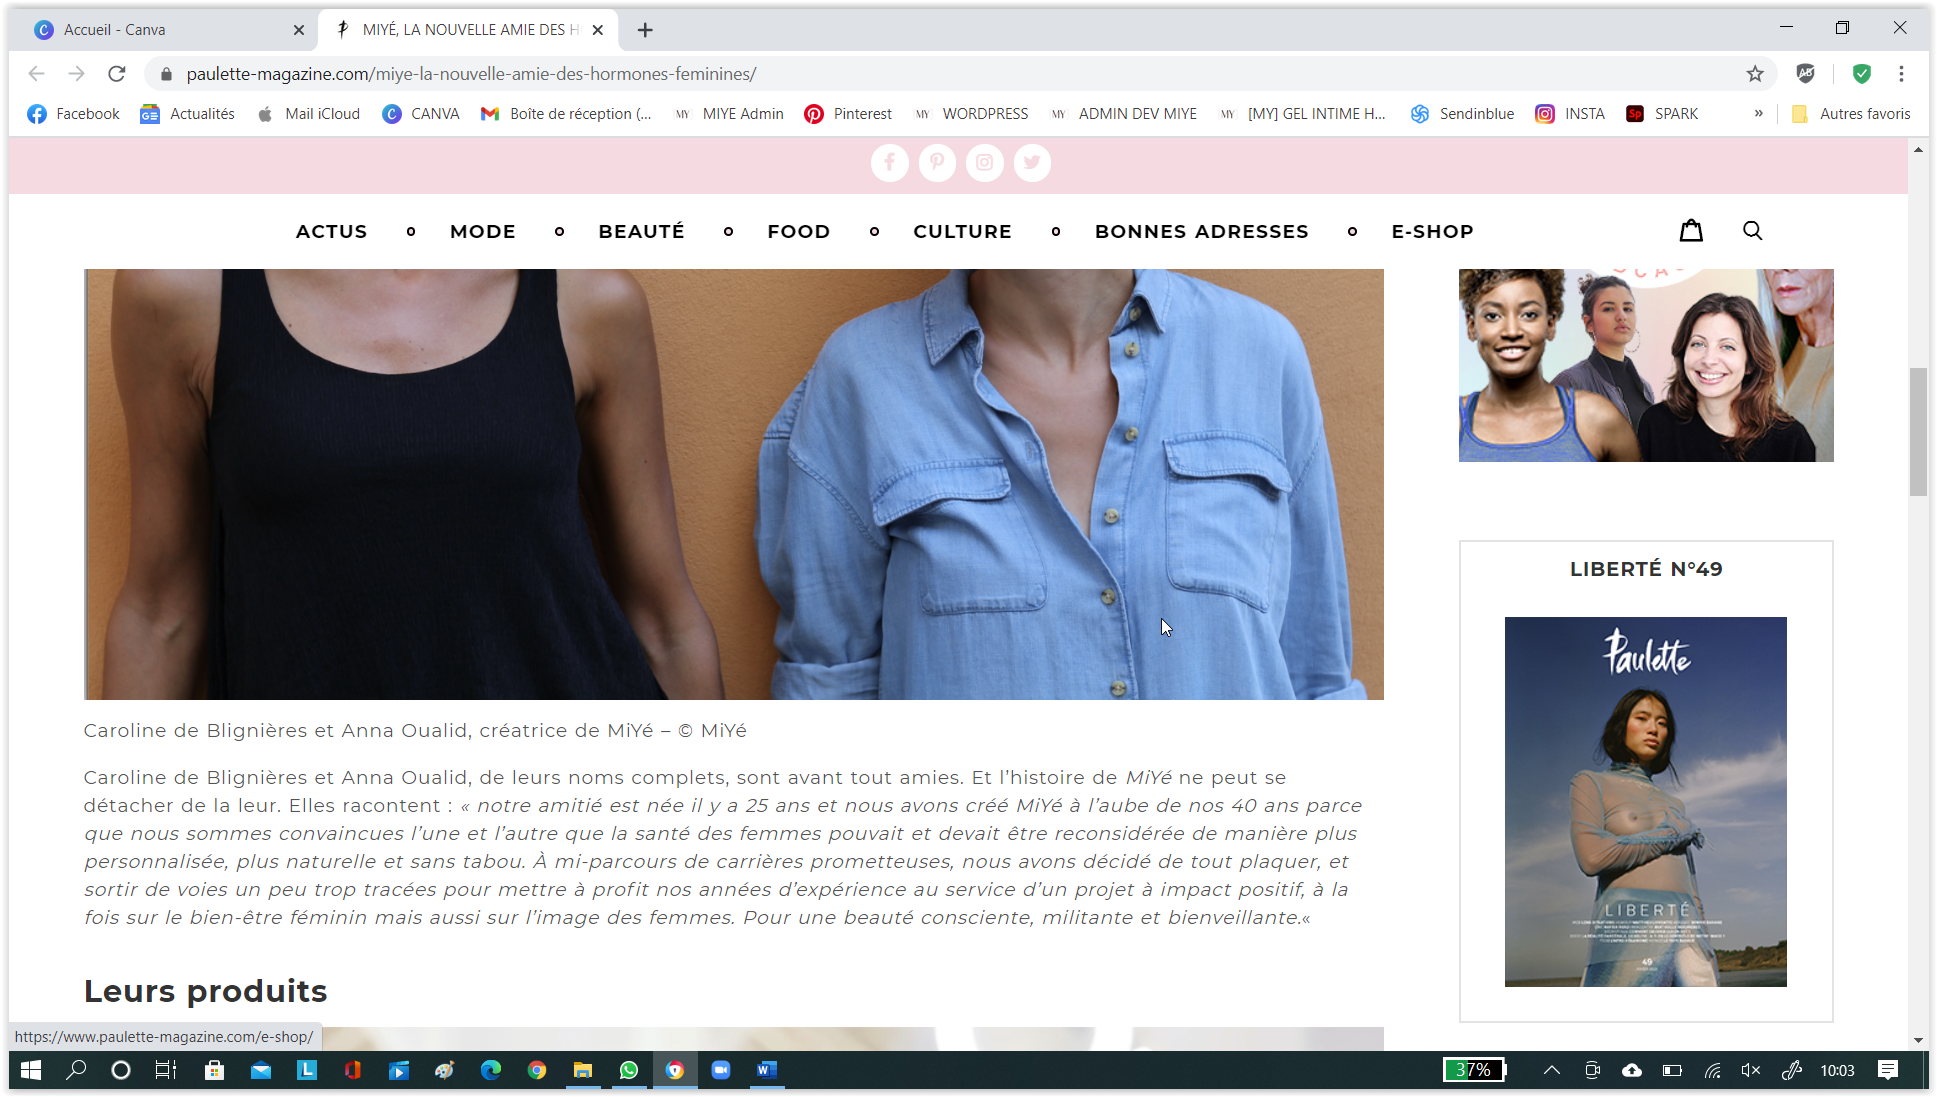 Accueil - Canva
MIYÉ, LA NOUVELLE AMIE DES H
paulette-magazine.com/miye-la-nouvelle-amie-des-hormones-feminines/
Facebook
Actualités
Mail iCloud
CANVA
Boîte de réception (...
MY MIYE Admin
Pinterest
MY WORDPRESS
MY ADMIN DEV MIYE
MY [MY] GEL INTIME H...
Sendinblue
INSTA
Sp SPARK
»
Autres favoris
ACTUS
MODE
BEAUTÉ
FOOD
CULTURE
BONNES ADRESSES
E-SHOP
Caroline de Blignières et Anna Oualid, créatrice de MiYé – © MiYé
Caroline de Blignières et Anna Oualid, de leurs noms complets, sont avant tout amies. Et l’histoire de MiYé ne peut se
détacher de la leur. Elles racontent : « notre amitié est née il y a 25 ans et nous avons créé MiYé à l’aube de nos 40 ans parce
que nous sommes convaincues l’une et l’autre que la santé des femmes pouvait et devait être reconsidérée de manière plus
personnalisée, plus naturelle et sans tabou. À mi-parcours de carrières prometteuses, nous avons décidé de tout plaquer, et
sortir de voies un peu trop tracées pour mettre à profit nos années d’expérience au service d’un projet à impact positif, à la
fois sur le bien-être féminin mais aussi sur l’image des femmes. Pour une beauté consciente, militante et bienveillante.«
Leurs produits
LIBERTÉ N°49
Paulette
LIBERTÉ
49
https://www.paulette-magazine.com/e-shop/
37%
10:03